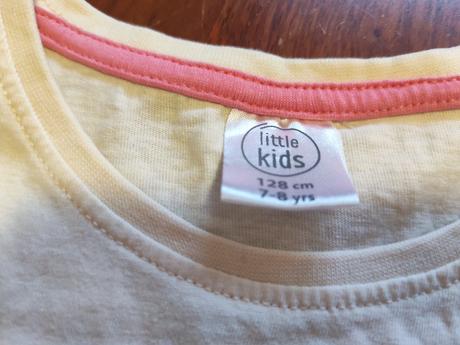 little
kids
128 cm
7-8 yrs